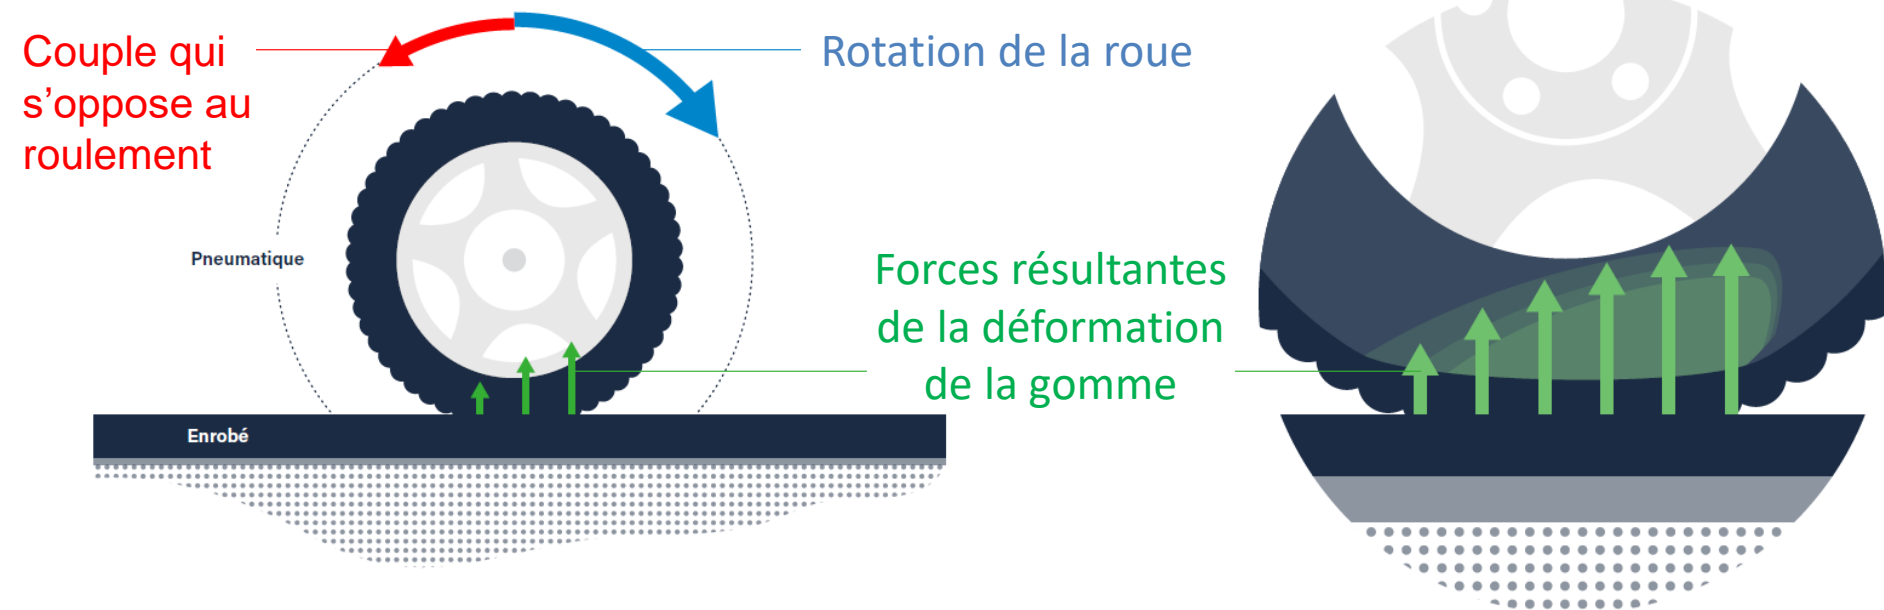 Couple qui
s’oppose au
roulement
Rotation de la roue
Pneumatique
Forces résultantes
de la déformation
de la gomme
Enrobé